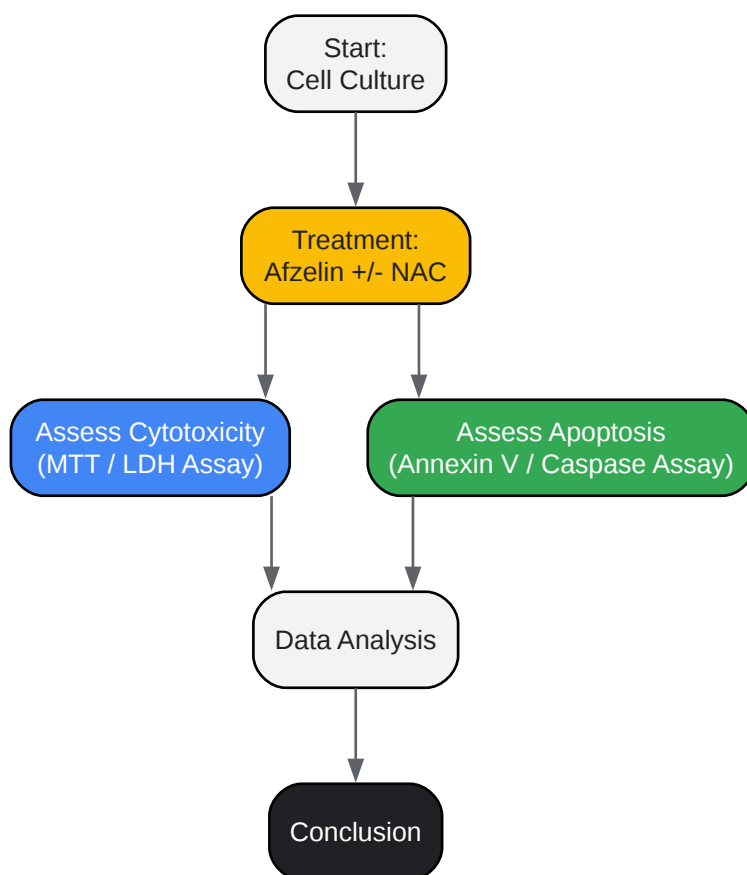 Start:
Cell Culture
Treatment:
Afzelin +/- NAC
Assess Cytotoxicity
(MTT / LDH Assay)
Assess Apoptosis
(Annexin V / Caspase Assay)
Data Analysis
Conclusion